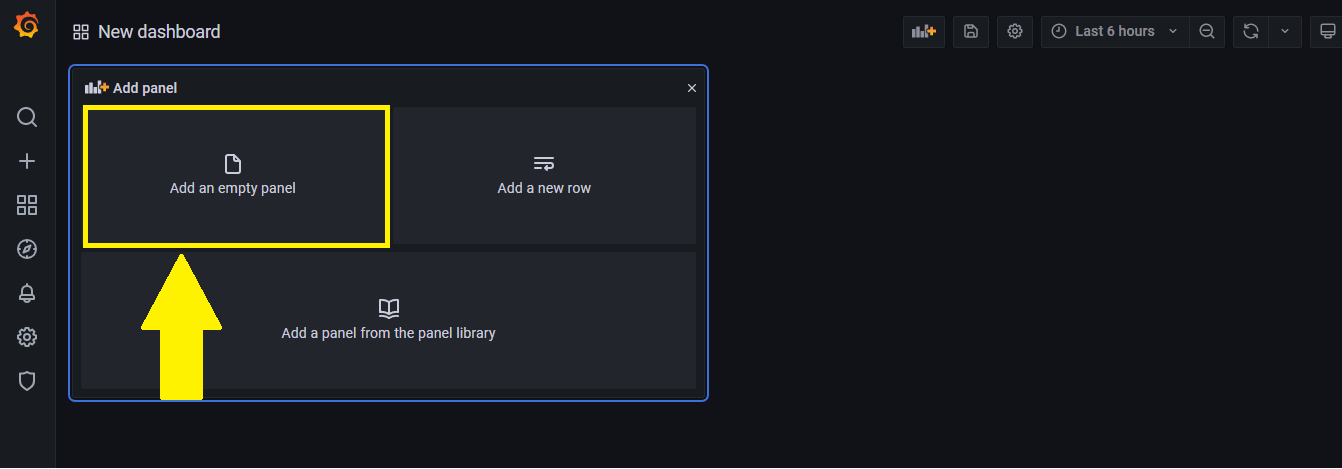 New dashboard
Last 6 hours
Add panel
Add an empty panel
Add a new row
Add a panel from the panel library